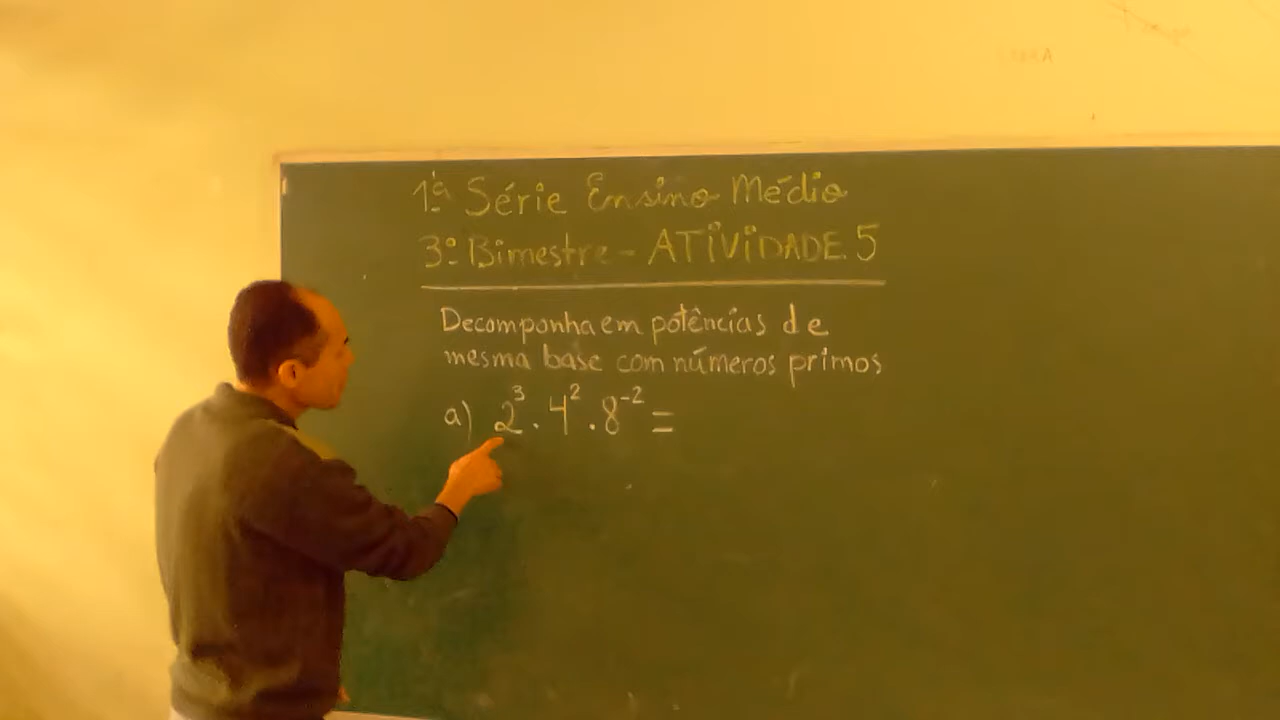 1ª Série Ensino Médio
3º Bimestre - ATIVIDADE 5
Decomponha em potências de
mesma base com números primos
a) 2³ . 4² . 8⁻² =